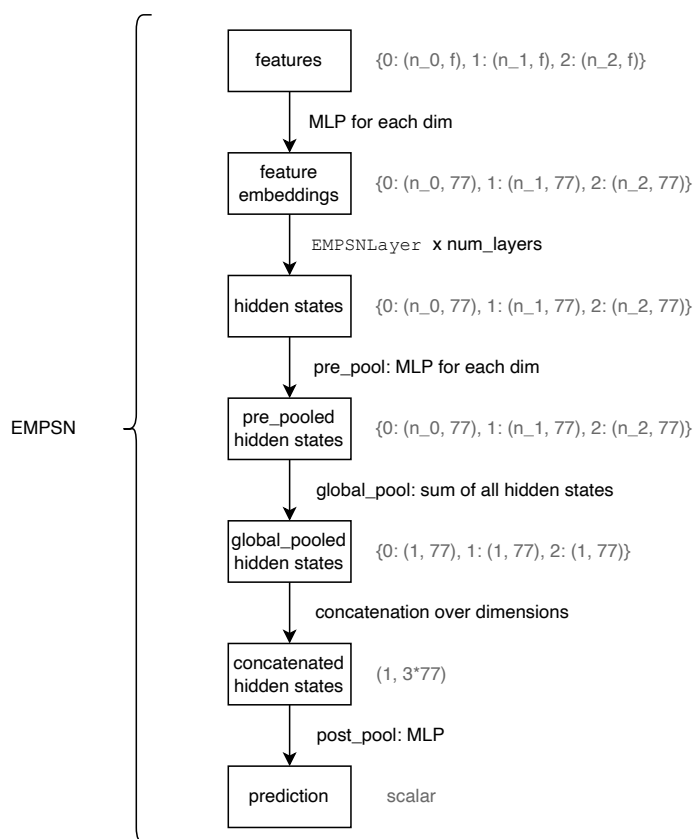 features
{0: (n_0, f), 1: (n_1, f), 2: (n_2, f)}
MLP for each dim
feature
embeddings
{0: (n_0, 77), 1: (n_1, 77), 2: (n_2, 77)}
EMPSNLayer x num_layers
hidden states
{0: (n_0, 77), 1: (n_1, 77), 2: (n_2, 77)}
pre_pool: MLP for each dim
EMPSN
pre_pooled
hidden states
{0: (n_0, 77), 1: (n_1, 77), 2: (n_2, 77)}
global_pool: sum of all hidden states
global_pooled
hidden states
{0: (1, 77), 1: (1, 77), 2: (1, 77)}
concatenation over dimensions
concatenated
hidden states
(1, 3*77)
post_pool: MLP
prediction
scalar